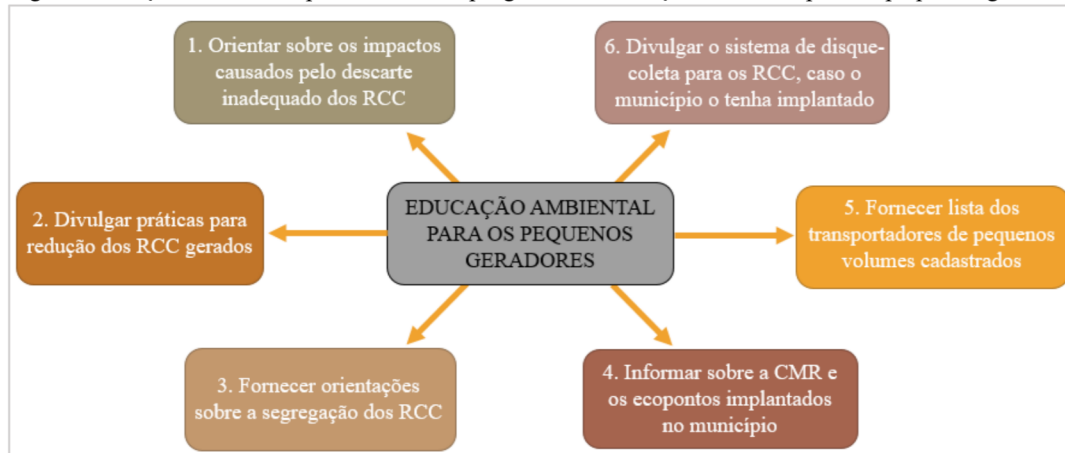 1. Orientar sobre os impactos
causados pelo descarte
inadequado dos RCC
6. Divulgar o sistema de disque-
coleta para os RCC, caso o
município o tenha implantado
2. Divulgar práticas para
redução dos RCC gerados
EDUCAÇÃO AMBIENTAL
PARA OS PEQUENOS
GERADORES
5. Fornecer lista dos
transportadores de pequenos
volumes cadastrados
3. Fornecer orientações
sobre a segregação dos RCC
4. Informar sobre a CMR e
os ecopontos implantados
no município